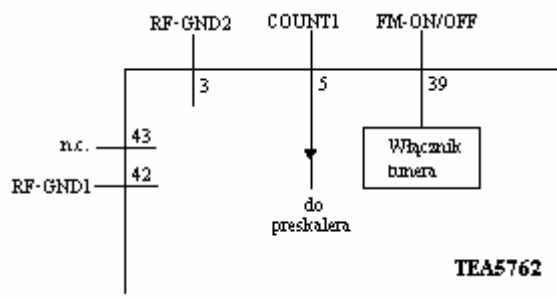 RF-GND2 COUNT1 FM-ON/OFF
3 5 39
n.c. 43
RF-GND1 42
Włącznik
tunera
do
preskalera
TEA5762